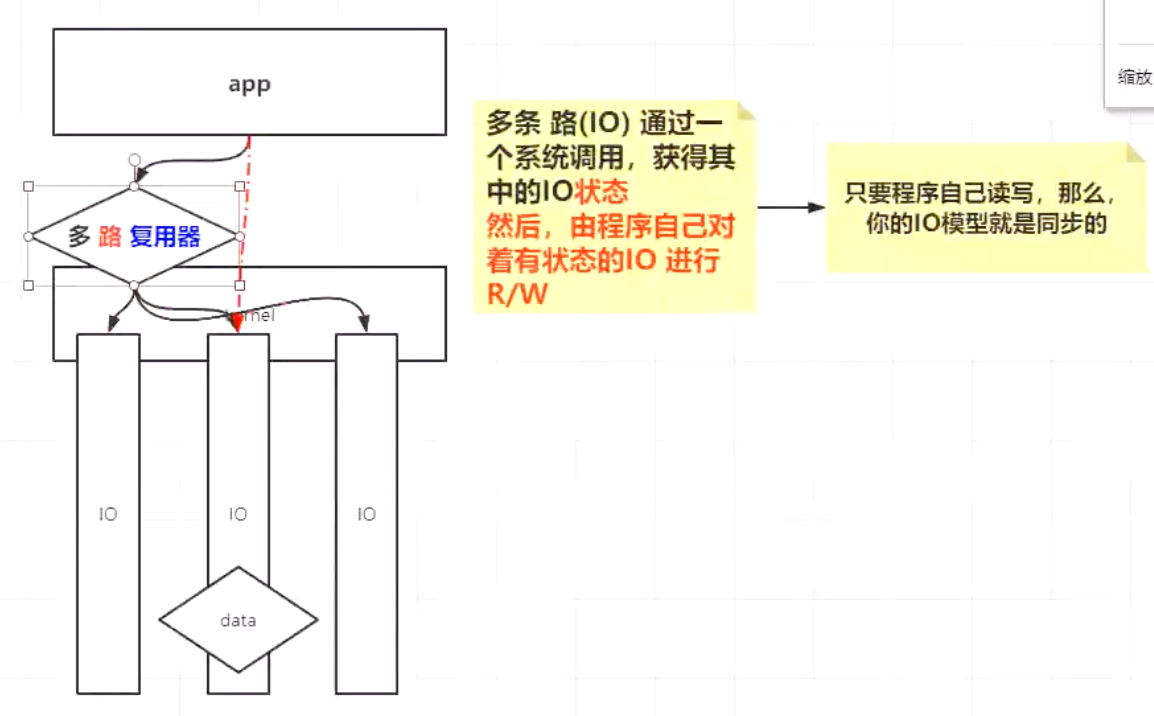 app
缩放
多条 路(IO) 通过一
个系统调用，获得其
中的IO状态
然后，由程序自己对
着有状态的IO 进行
R/W
只要程序自己读写，那么，
你的IO模型就是同步的
多 路 复用器
kernel
IO
IO
IO
data